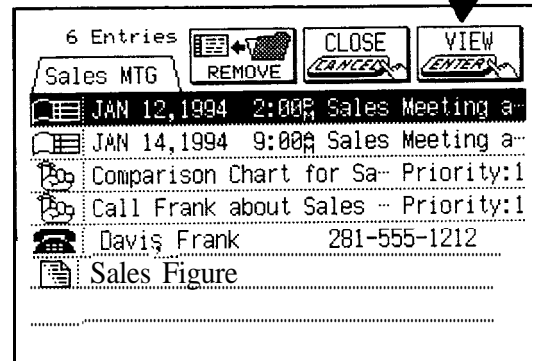 6 Entries
REMOVE
CLOSE
CANCEL
VIEW
ENTER
Sales MTG
JAN 12,1994 2:00P Sales Meeting a…
JAN 14,1994 9:00A Sales Meeting a…
Comparison Chart for Sa… Priority:1
Call Frank about Sales … Priority:1
Davis Frank 281-555-1212
Sales Figure